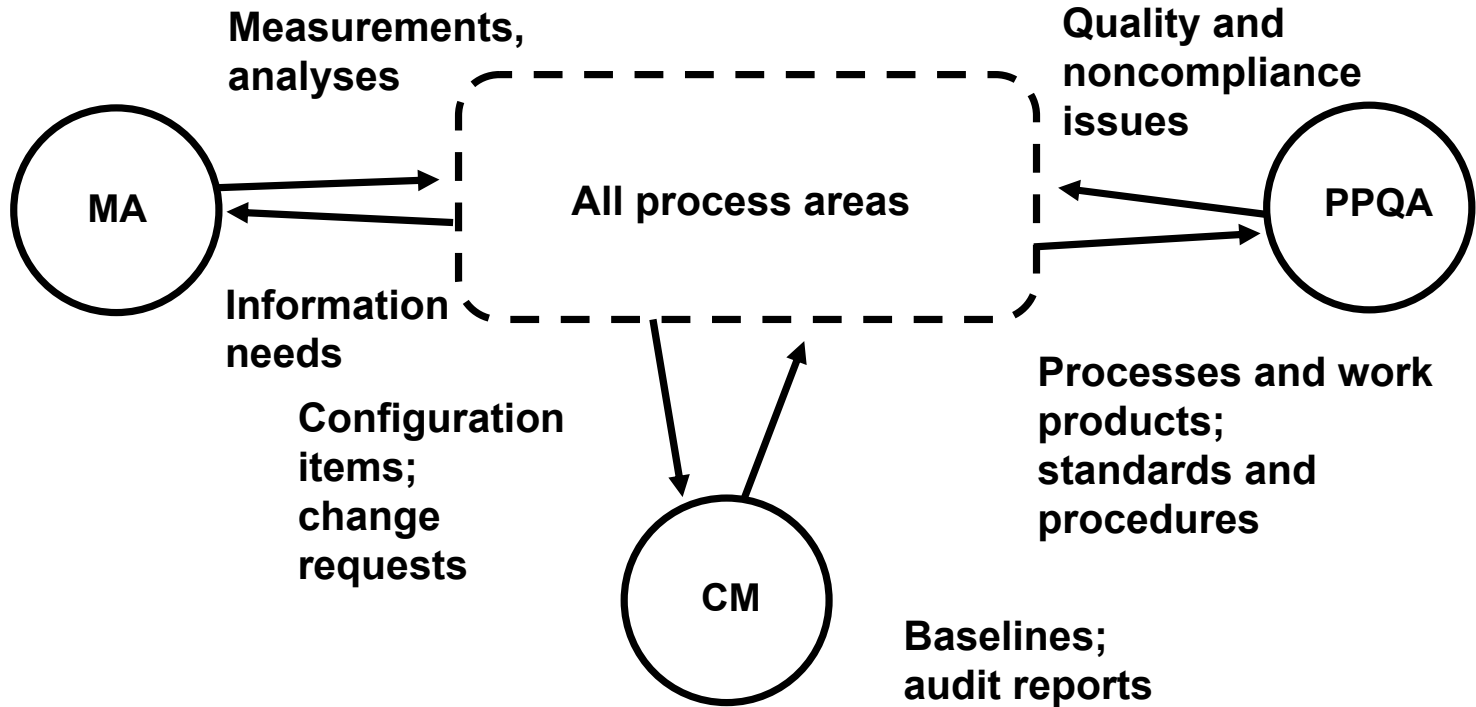 Measurements,
analyses
Quality and
noncompliance
issues
MA
All process areas
PPQA
Information
needs
Processes and work
products;
standards and
procedures
Configuration
items;
change
requests
CM
Baselines;
audit reports